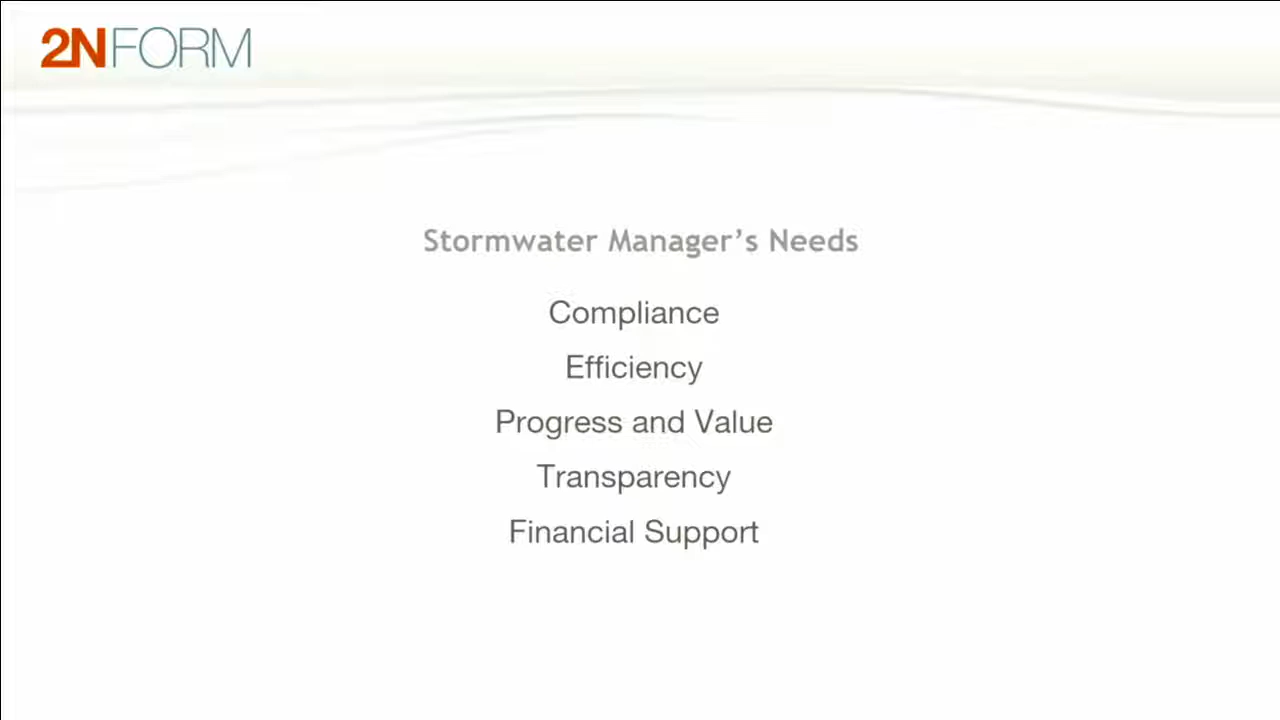 2NFORM
Stormwater Manager’s Needs
Compliance
Efficiency
Progress and Value
Transparency
Financial Support